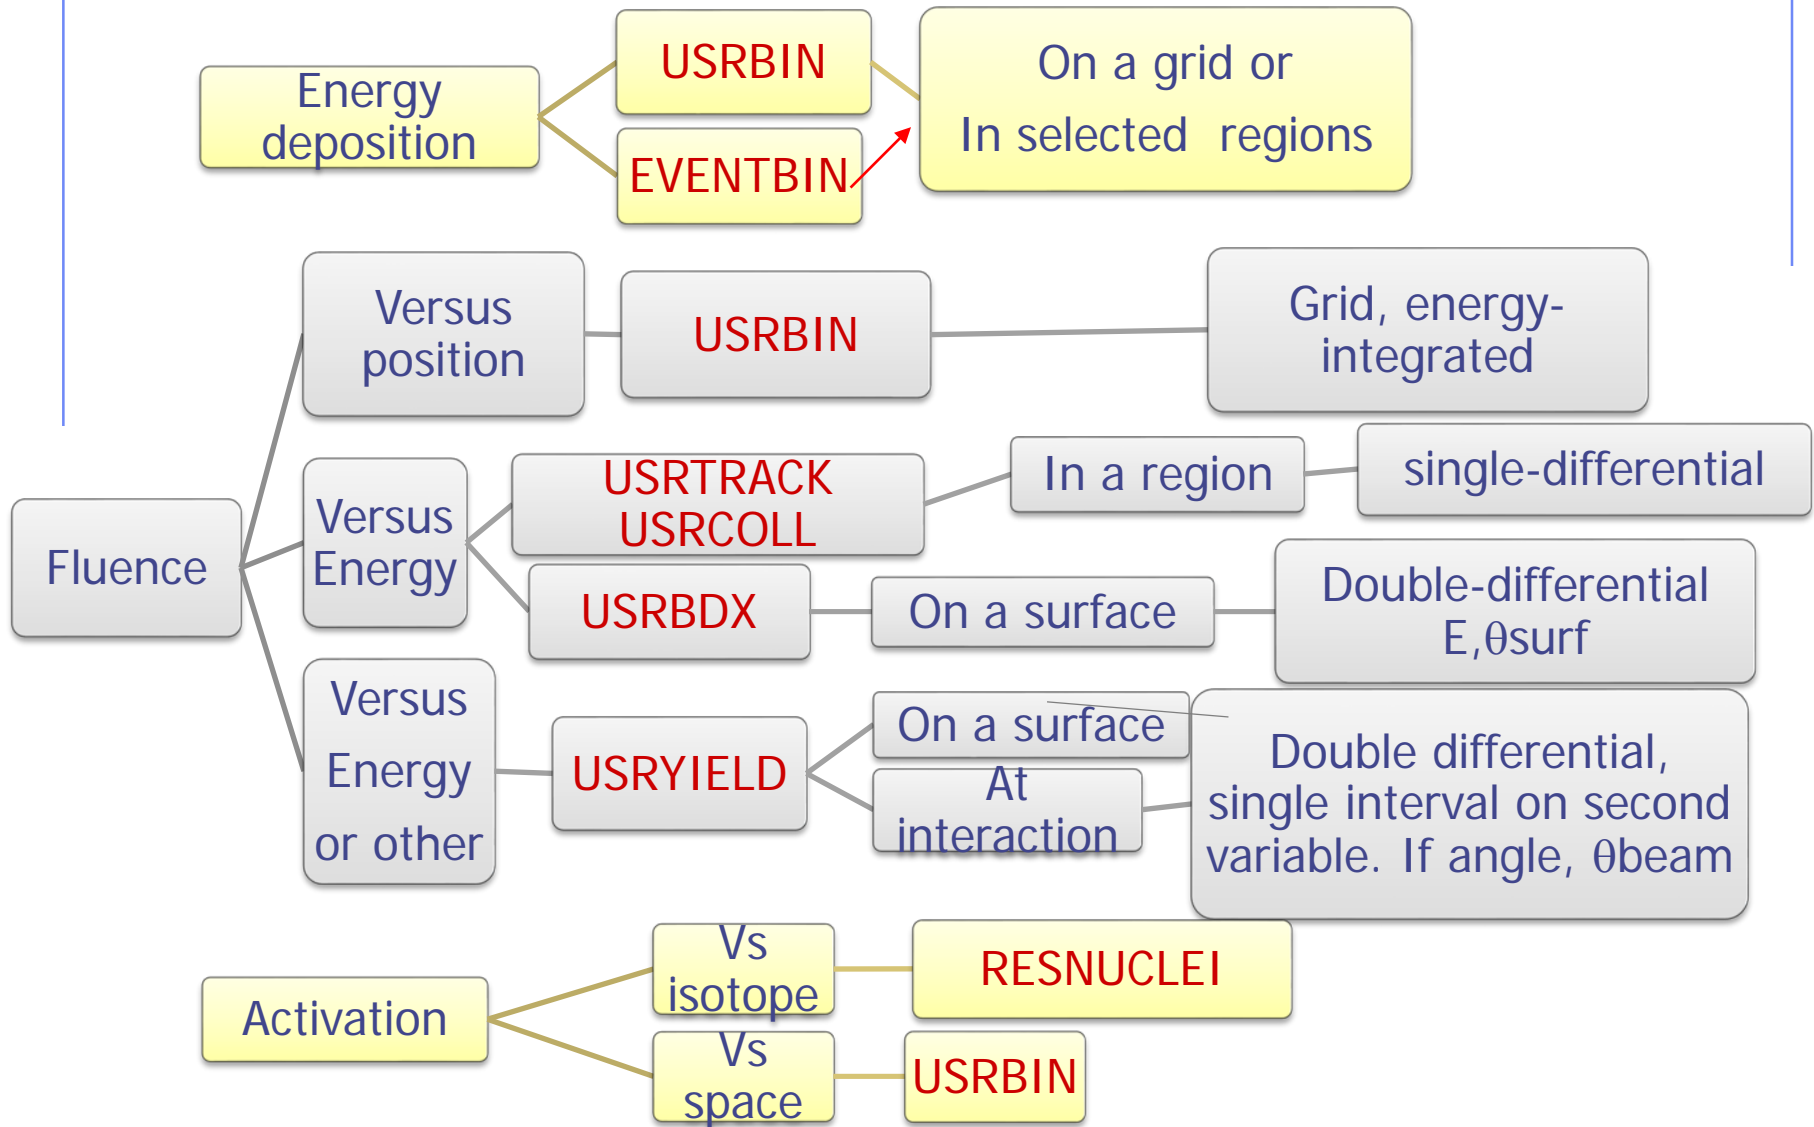 Energy
deposition
USRBIN
EVENTBIN
On a grid or
In selected regions
Fluence
Versus
position
USRBIN
Grid, energy-
integrated
Versus
Energy
USRTRACK
USRCOLL
In a region
single-differential
USRBDX
On a surface
Double-differential
E,θsurf
Versus
Energy
or other
USRYIELD
On a surface
At
interaction
Double differential,
single interval on second
variable. If angle, θbeam
Activation
Vs
isotope
RESNUCLEI
Vs
space
USRBIN